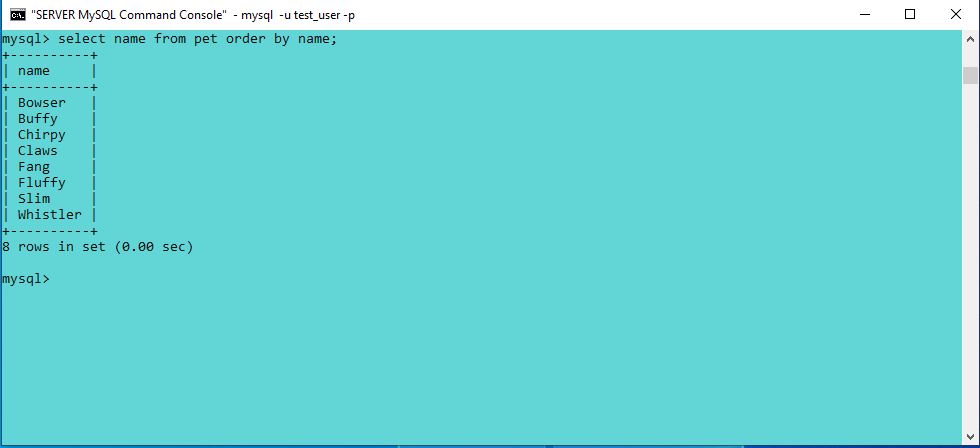 "SERVER MySQL Command Console" - mysql -u test_user -p
mysql> select name from pet order by name;
+----------+
| name     |
+----------+
| Bowser   |
| Buffy    |
| Chirpy   |
| Claws    |
| Fang     |
| Fluffy   |
| Slim     |
| Whistler |
+----------+
8 rows in set (0.00 sec)
mysql>